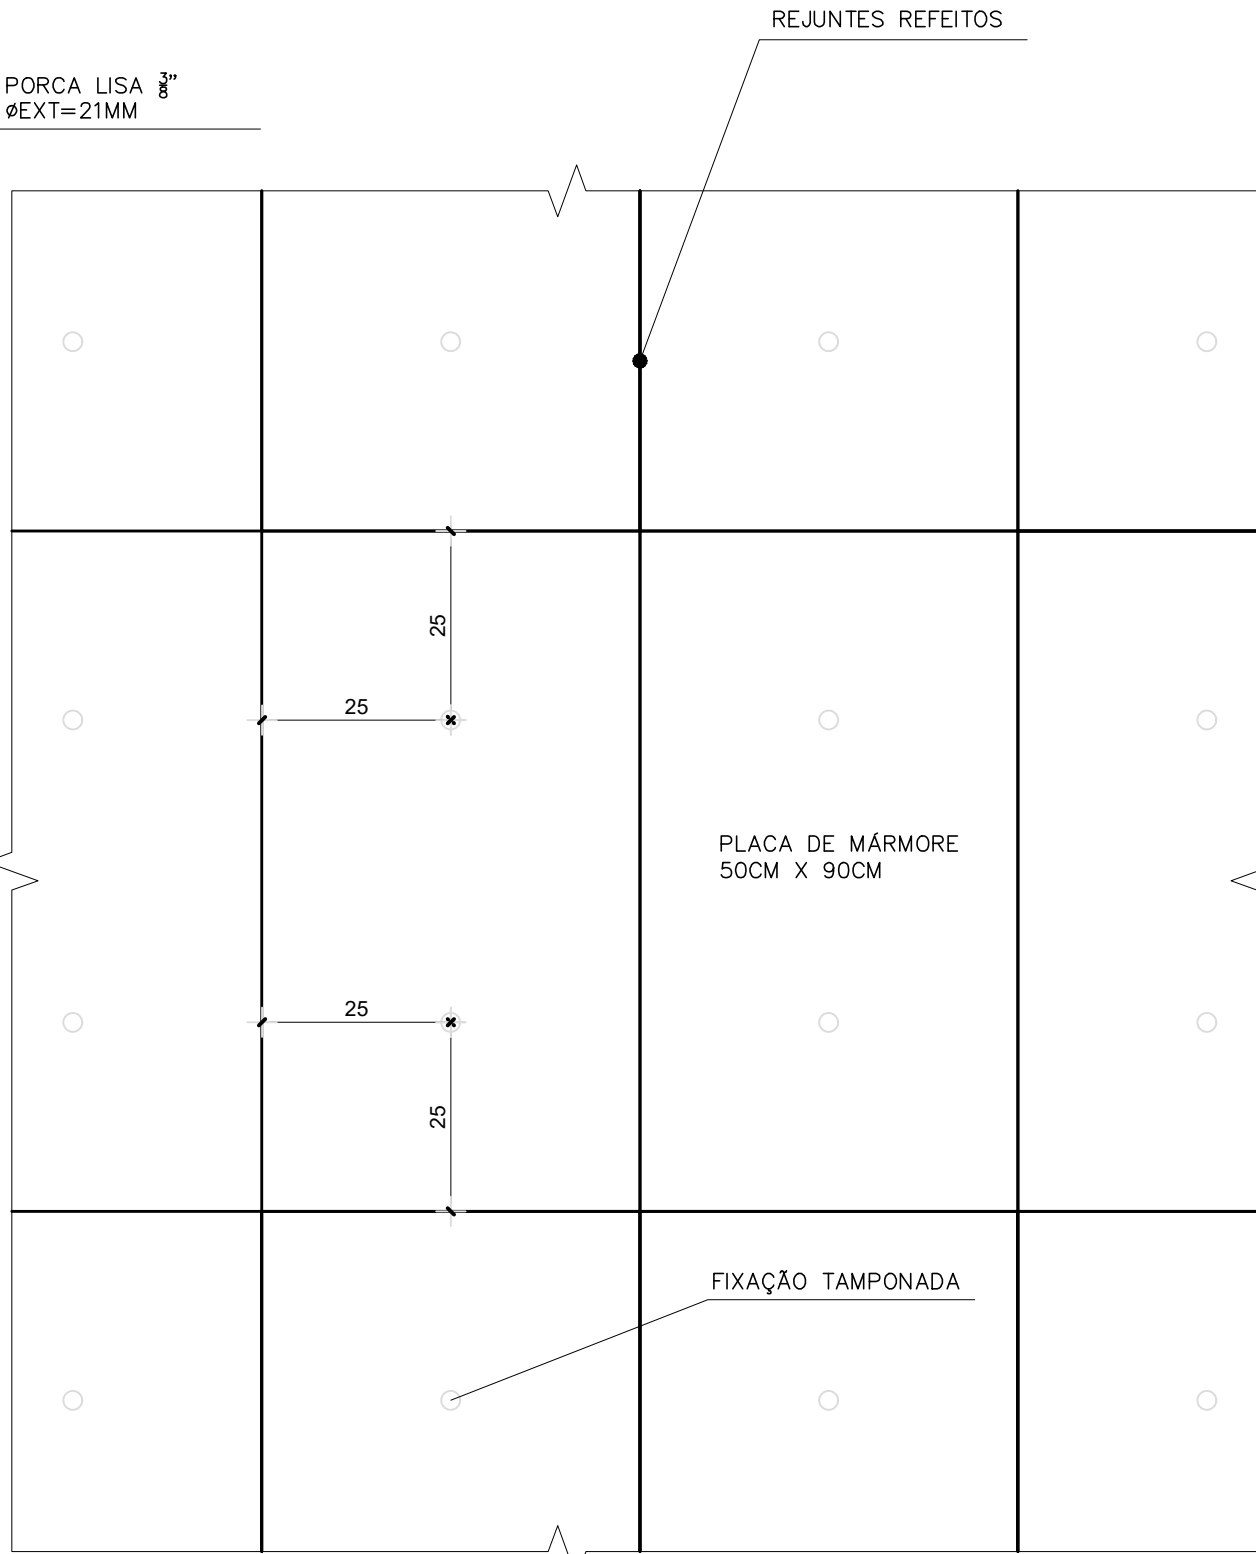 REJUNTES REFEITOS
PORCA LISA 3/8"
øEXT=21MM
25
25
PLACA DE MÁRMORE
50CM X 90CM
25
25
FIXAÇÃO TAMPONADA